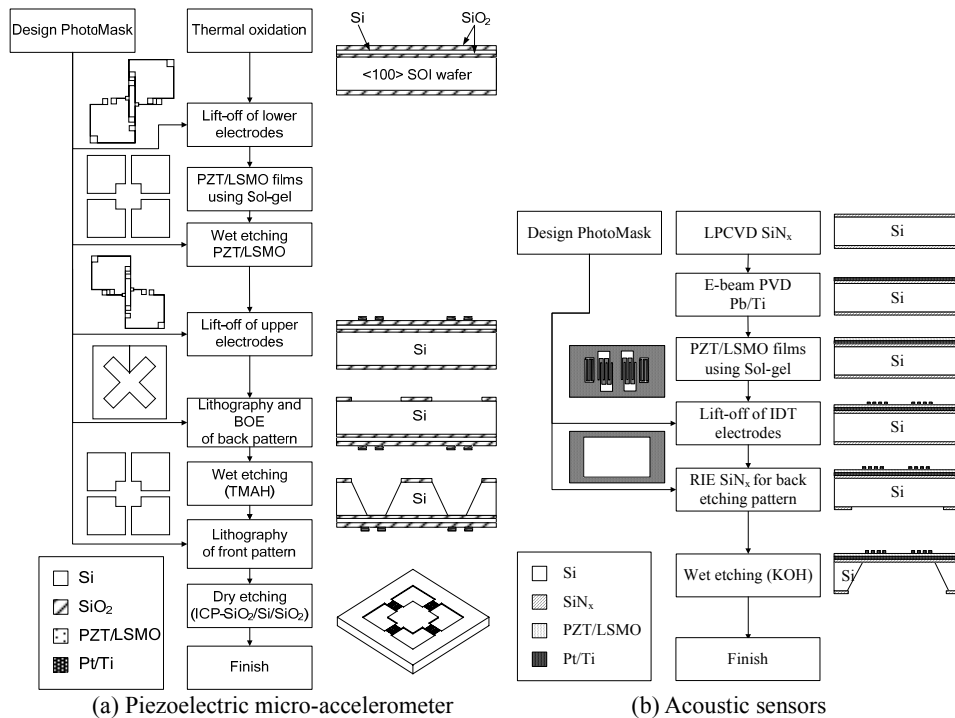 Design PhotoMask
Thermal oxidation
Si
SiO2
<100> SOI wafer
Lift-off of lower
electrodes
PZT/LSMO films
using Sol-gel
Wet etching
PZT/LSMO
Lift-off of upper
electrodes
Si
Lithography and
BOE
of back pattern
Si
Wet etching
(TMAH)
Si
Lithography
of front pattern
Dry etching
(ICP-SiO2/Si/SiO2)
Finish
Si
SiO2
PZT/LSMO
Pt/Ti
(a) Piezoelectric micro-accelerometer
Design PhotoMask
LPCVD SiNx
Si
E-beam PVD
Pb/Ti
Si
PZT/LSMO films
using Sol-gel
Si
Lift-off of IDT
electrodes
Si
RIE SiNx for back
etching pattern
Si
Wet etching (KOH)
Si
Finish
Si
SiNx
PZT/LSMO
Pt/Ti
(b) Acoustic sensors